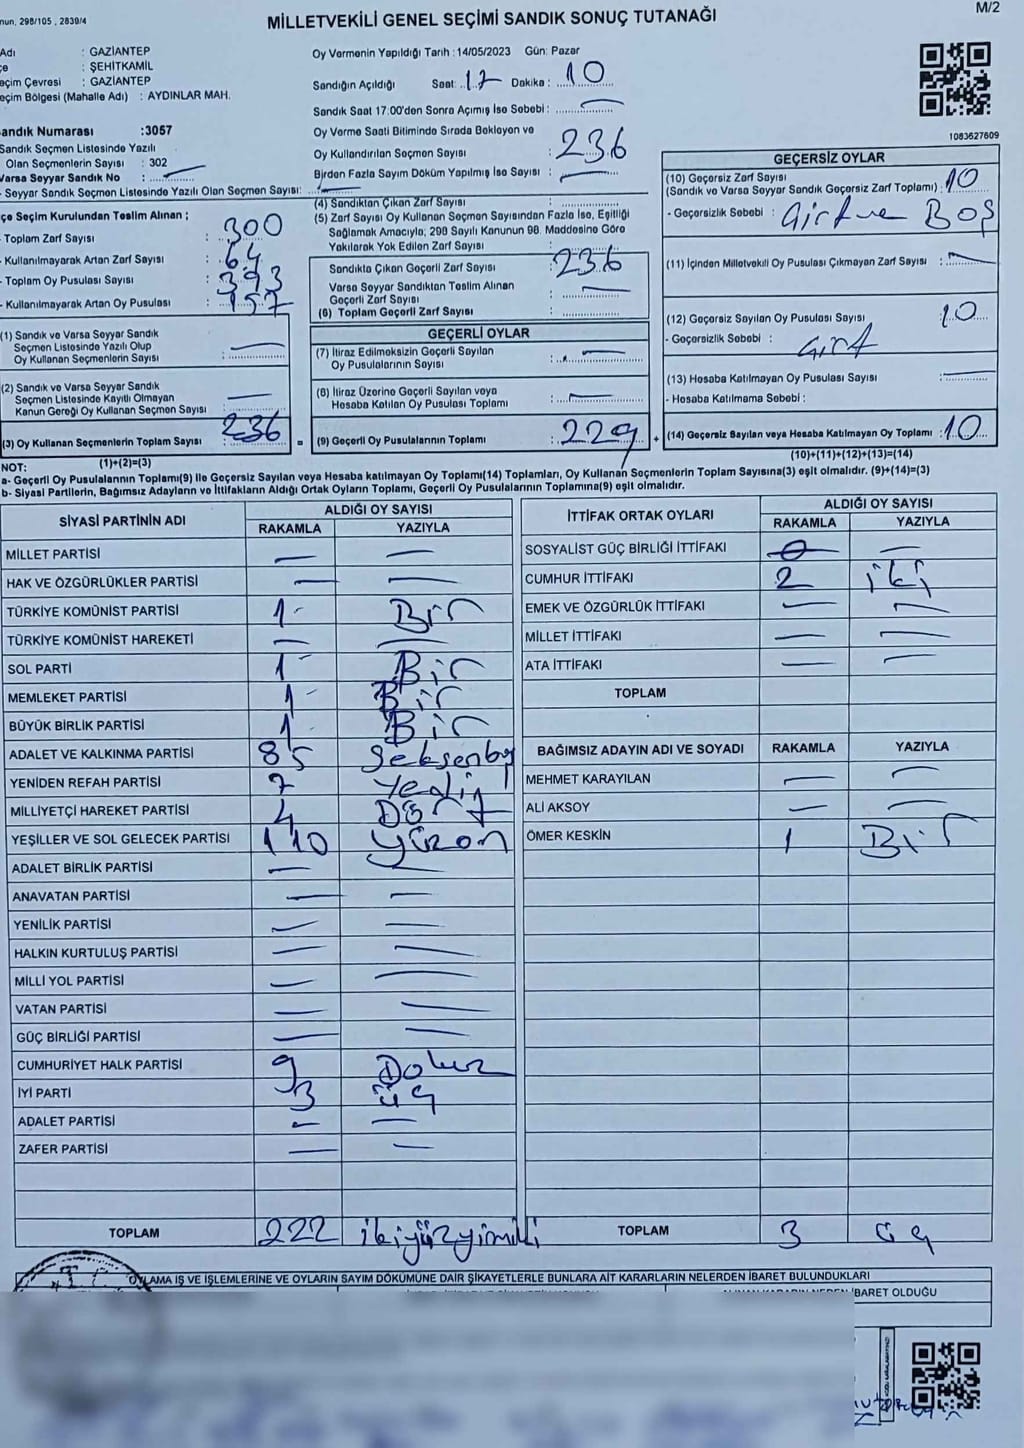 nun, 298/105 , 2839/4
MİLLETVEKİLİ GENEL SEÇİMİ SANDIK SONUÇ TUTANAĞI
M/2
Adı : GAZİANTEP
çe : ŞEHİTKAMİL
eçim Çevresi : GAZİANTEP
eçim Bölgesi (Mahalle Adı) : AYDINLAR MAH.
andık Numarası :3057
Sandık Seçmen Listesinde Yazılı
Olan Seçmenlerin Sayısı : 302
Varsa Seyyar Sandık No :
- Seyyar Sandık Seçmen Listesinde Yazılı Olan Seçmen Sayısı:
çe Seçim Kurulundan Teslim Alınan ;
- Toplam Zarf Sayısı : 300
- Kullanılmayarak Artan Zarf Sayısı : 64
- Toplam Oy Pusulası Sayısı : 393
- Kullanılmayarak Artan Oy Pusulası : 157
(1) Sandık ve Varsa Seyyar Sandık
Seçmen Listesinde Yazılı Olup
Oy Kullanan Seçmenlerin Sayısı :
(2) Sandık ve Varsa Seyyar Sandık
Seçmen Listesinde Kayıtlı Olmayan
Kanun Gereği Oy Kullanan Seçmen Sayısı :
(3) Oy Kullanan Seçmenlerin Toplam Sayısı : 236 =
(1)+(2)=(3)
Oy Vermenin Yapıldığı Tarih :14/05/2023 Gün: Pazar
Sandığın Açıldığı Saat: 17 Dakika : 10
Sandık Saat 17.00'den Sonra Açımış İse Sebebi :
Oy Verme Saati Bitiminde Sırada Bekleyen ve
Oy Kullandırılan Seçmen Sayısı : 236
Birden Fazla Sayım Döküm Yapılmış İse Sayısı :
(4) Sandıktan Çıkan Zarf Sayısı :
(5) Zarf Sayısı Oy Kullanan Seçmen Sayısından Fazla İse, Eşitliği
Sağlamak Amacıyla; 298 Sayılı Kanunun 98. Maddesine Göre
Yakılarak Yok Edilen Zarf Sayısı :
Sandıkta Çıkan Geçerli Zarf Sayısı : 236
Varsa Seyyar Sandıktan Teslim Alınan
Geçerli Zarf Sayısı :
(6) Toplam Geçerli Zarf Sayısı :
GEÇERLİ OYLAR
(7) İtiraz Edilmeksizin Geçerli Sayılan
Oy Pusulalarının Sayısı :
(8) İtiraz Üzerine Geçerli Sayılan veya
Hesaba Katılan Oy Pusulası Toplamı :
(9) Geçerli Oy Pusulalarının Toplamı : 229 +
1083627609
GEÇERSİZ OYLAR
(10) Geçersiz Zarf Sayısı
(Sandık ve Varsa Seyyar Sandık Geçersiz Zarf Toplamı) : 10
- Geçersizlik Sebebi : Çift ve Boş
(11) İçinden Milletvekili Oy Pusulası Çıkmayan Zarf Sayısı :
(12) Geçersiz Sayılan Oy Pusulası Sayısı : 10
- Geçersizlik Sebebi : Çift
(13) Hesaba Katılmayan Oy Pusulası Sayısı :
- Hesaba Katılmama Sebebi :
(14) Geçersiz Sayılan veya Hesaba Katılmayan Oy Toplamı : 10
(10)+(11)+(12)+(13)=(14)
NOT:
a- Geçerli Oy Pusulalarının Toplamı(9) ile Geçersiz Sayılan veya Hesaba katılmayan Oy Toplamı(14) Toplamları, Oy Kullanan Seçmenlerin Toplam Sayısına(3) eşit olmalıdır. (9)+(14)=(3)
b- Siyasi Partilerin, Bağımsız Adayların ve İttifakların Aldığı Ortak Oyların Toplamı, Geçerli Oy Pusulalarının Toplamına(9) eşit olmalıdır.
SİYASİ PARTİNİN ADI
ALDIĞI OY SAYISI
RAKAMLA YAZIYLA
MİLLET PARTİSİ
HAK VE ÖZGÜRLÜKLER PARTİSİ
TÜRKİYE KOMÜNİST PARTİSİ 1 Bir
TÜRKİYE KOMÜNİST HAREKETİ
SOL PARTİ 1 Bir
MEMLEKET PARTİSİ 1 Bir
BÜYÜK BİRLİK PARTİSİ 1 Bir
ADALET VE KALKINMA PARTİSİ 85 Seksenbeş
YENİDEN REFAH PARTİSİ 7 Yedi
MİLLİYETÇİ HAREKET PARTİSİ 4 Dört
YEŞİLLER VE SOL GELECEK PARTİSİ 110 Yüzon
ADALET BİRLİK PARTİSİ
ANAVATAN PARTİSİ
YENİLİK PARTİSİ
HALKIN KURTULUŞ PARTİSİ
MİLLİ YOL PARTİSİ
VATAN PARTİSİ
GÜÇ BİRLİĞİ PARTİSİ
CUMHURİYET HALK PARTİSİ 9 Dokuz
İYİ PARTİ 3 üç
ADALET PARTİSİ
ZAFER PARTİSİ
TOPLAM 222 ikiyüzyirmiiki
İTTİFAK ORTAK OYLARI
ALDIĞI OY SAYISI
RAKAMLA YAZIYLA
SOSYALİST GÜÇ BİRLİĞİ İTTİFAKI 0
CUMHUR İTTİFAKI 2 iki
EMEK VE ÖZGÜRLÜK İTTİFAKI
MİLLET İTTİFAKI
ATA İTTİFAKI
TOPLAM
BAĞIMSIZ ADAYIN ADI VE SOYADI RAKAMLA YAZIYLA
MEHMET KARAYILAN
ALİ AKSOY
ÖMER KESKİN 1 Bir
TOPLAM 3 üç
T.C.
OYLAMA İŞ VE İŞLEMLERİNE VE OYLARIN SAYIM DÖKÜMÜNE DAİR ŞİKAYETLERLE BUNLARA AİT KARARLARIN NELERDEN İBARET BULUNDUKLARI
İBARET OLDUĞU